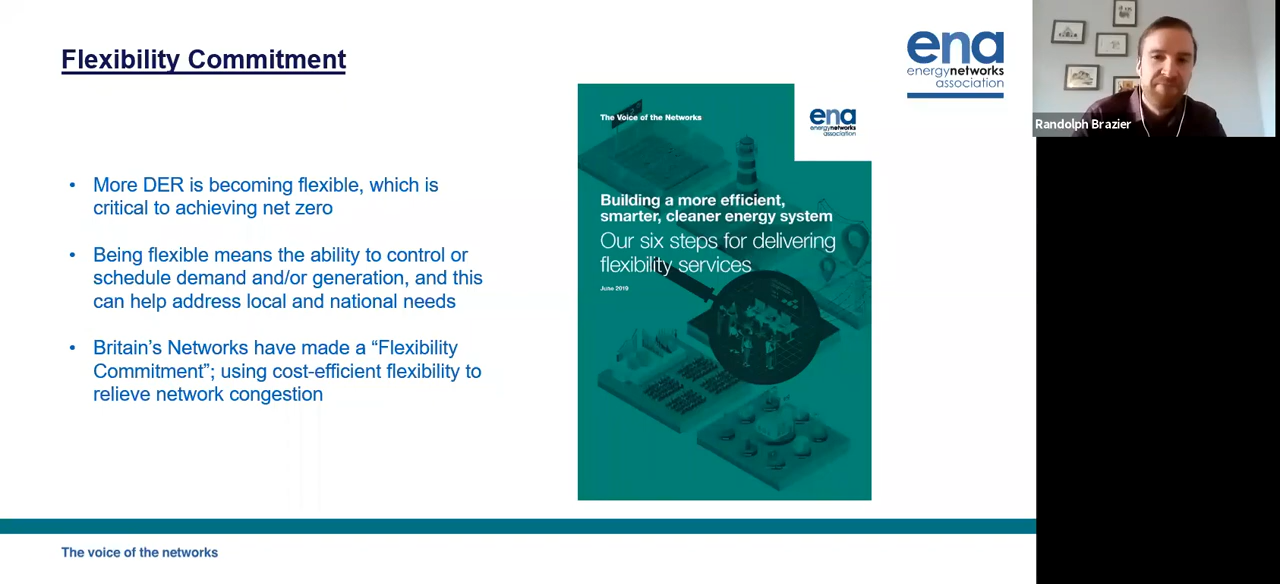 Flexibility Commitment
ena
energynetworks
association
Randolph Brazier
• More DER is becoming flexible, which is
critical to achieving net zero
• Being flexible means the ability to control or
schedule demand and/or generation, and this
can help address local and national needs
• Britain's Networks have made a “Flexibility
Commitment”; using cost-efficient flexibility to
relieve network congestion
The Voice of the Networks
ena
energynetworks
association
Building a more efficient,
smarter, cleaner energy system
Our six steps for delivering
flexibility services
June 2019
The voice of the networks